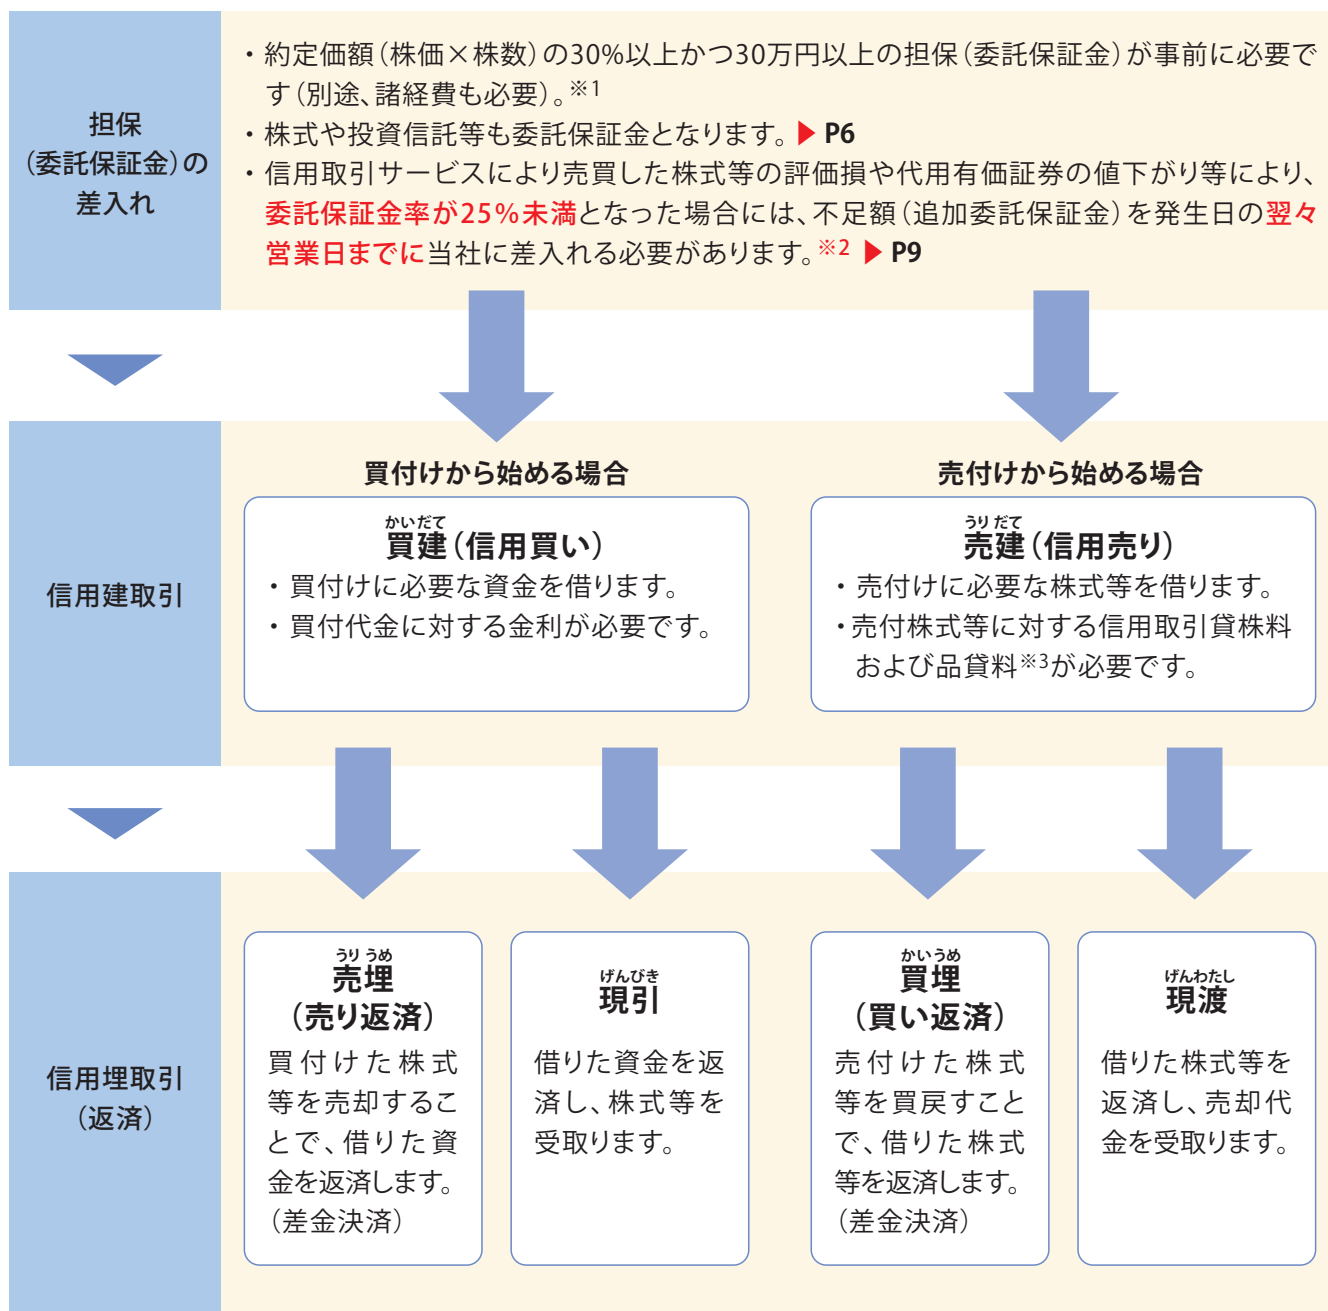 担保
（委託保証金）の
差入れ
・約定価額（株価×株数）の30%以上かつ30万円以上の担保（委託保証金）が事前に必要で
す（別途、諸経費も必要）。※1
・株式や投資信託等も委託保証金となります。▶ P6
・信用取引サービスにより売買した株式等の評価損や代用有価証券の値下がり等により、
委託保証金率が25%未満となった場合には、不足額（追加委託保証金）を発生日の翌々
営業日までに当社に差入れる必要があります。※2 ▶ P9
信用建取引
買付けから始める場合
かいだて
買建（信用買い）
・買付けに必要な資金を借ります。
・買付代金に対する金利が必要です。
売付けから始める場合
うりだて
売建（信用売り）
・売付けに必要な株式等を借ります。
・売付株式等に対する信用取引貸株料
および品貸料※3が必要です。
信用埋取引
（返済）
うりうめ
売埋
（売り返済）
買付けた株式
等を売却するこ
とで、借りた資
金を返済します。
（差金決済）
げんびき
現引
借りた資金を返
済し、株式等を
受取ります。
かいうめ
買埋
（買い返済）
売付けた株式
等を買戻すこと
で、借りた株式
等を返済します。
（差金決済）
げんわたし
現渡
借りた株式等を
返済し、売却代
金を受取ります。